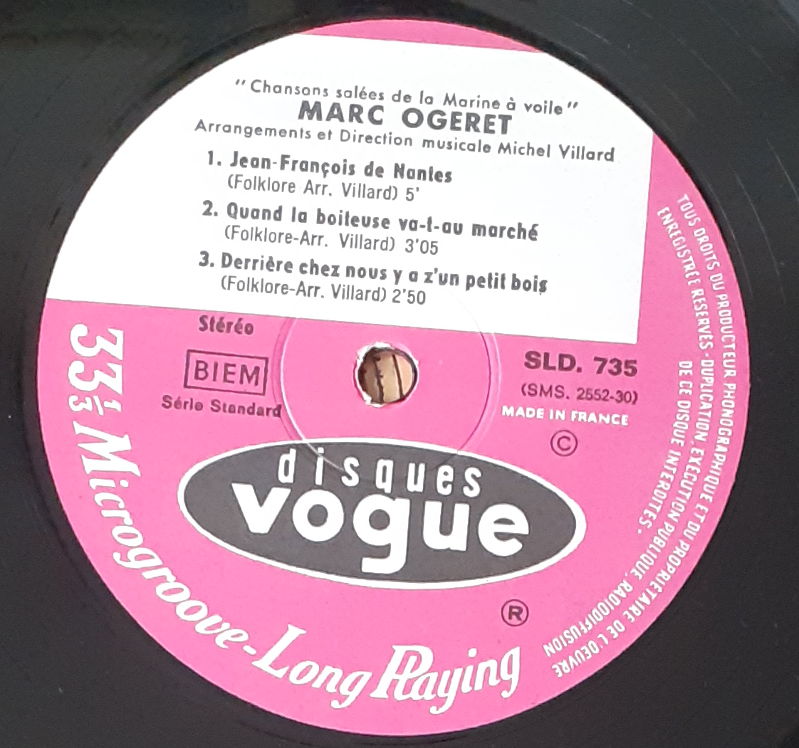 "Chansons salées de la Marine à voile"
MARC OGERET
Arrangements et Direction musicale Michel Villard
1. Jean-François de Nantes
(Folklore Arr. Villard) 5'
2. Quand la boiteuse va-t-au marché
(Folklore-Arr. Villard) 3'05
3. Derrière chez nous y a z'un petit bois
(Folklore-Arr. Villard) 2'50
Stéréo
BIEM
Série Standard
SLD. 735
(SMS. 2552-30)
MADE IN FRANCE
©
disques
vogue
®
33 1/3 Microgroove-Long Playing
TOUS DROITS DU PRODUCTEUR PHONOGRAPHIQUE ET DU PROPRIETAIRE DE L'OEUVRE
ENREGISTRÉE RÉSERVÉS - DUPLICATION, EXÉCUTION PUBLIQUE, RADIODIFFUSION
DE CE DISQUE INTERDITES.